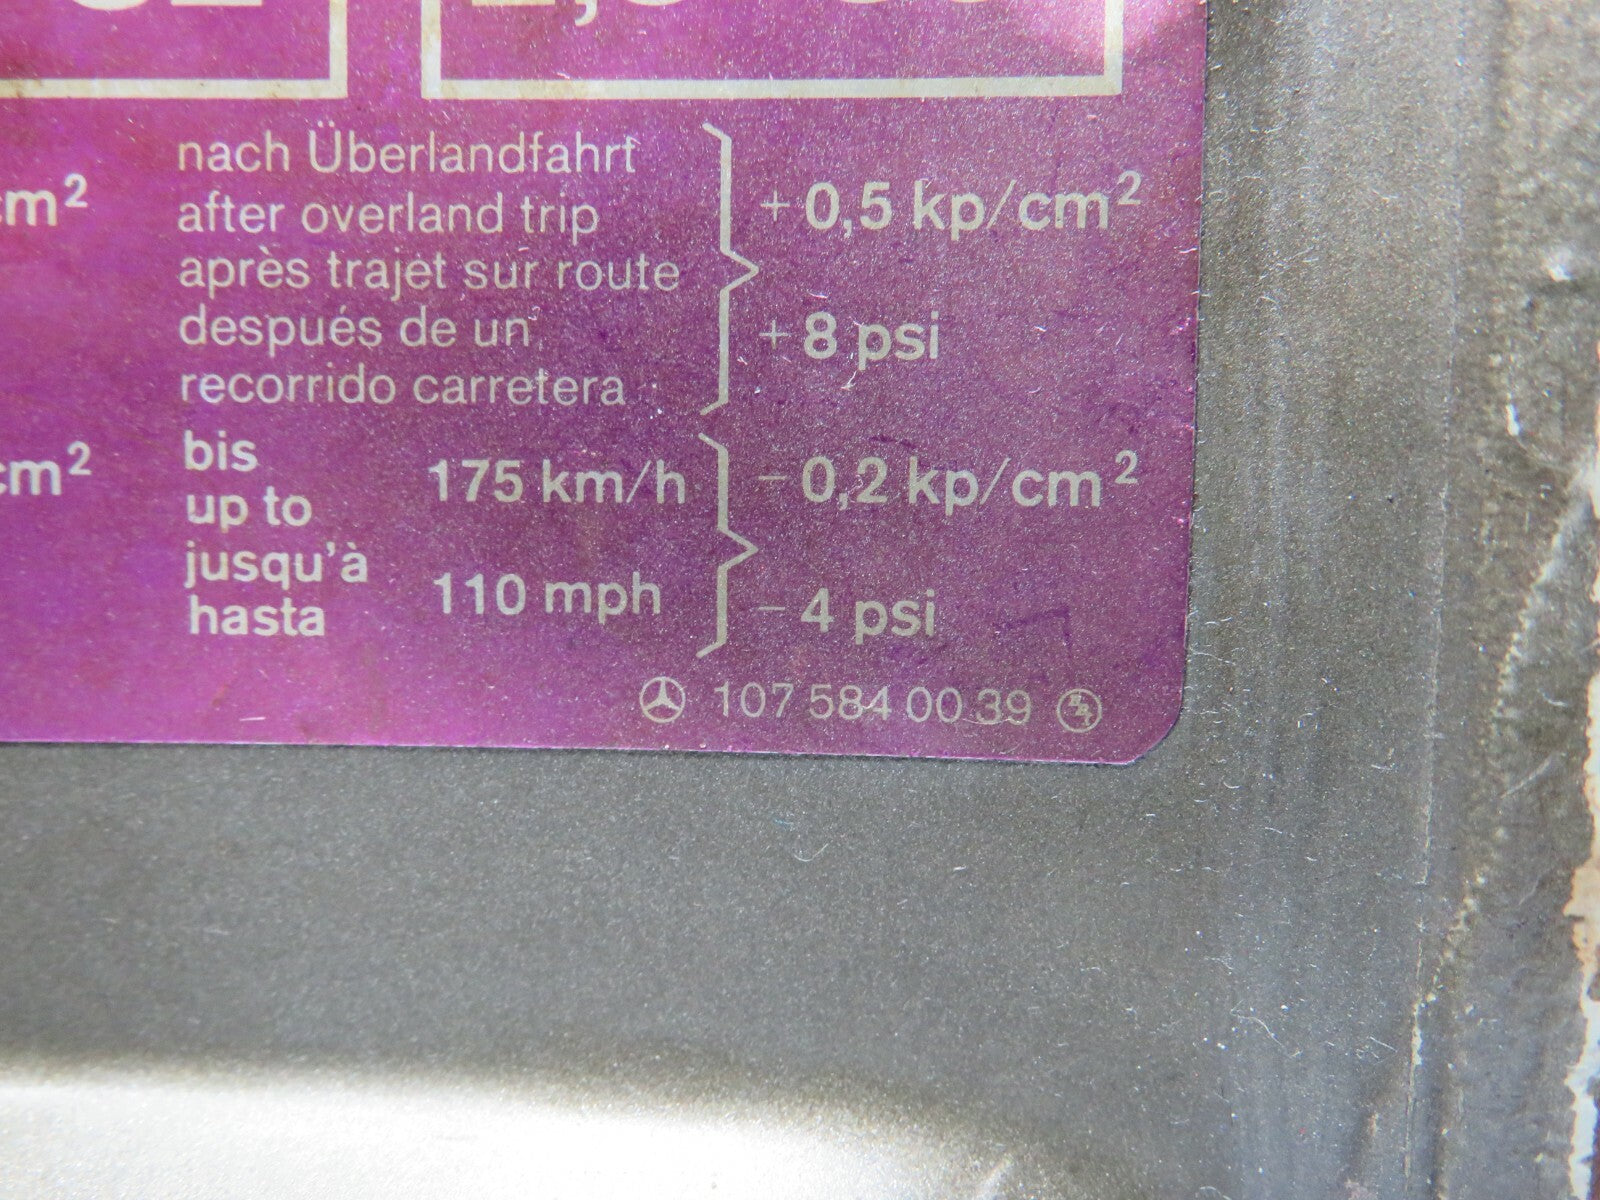 cm²
nach Überlandfahrt
after overland trip
après trajet sur route
después de un
recorrido carretera
+ 0,5 kp/cm²
+ 8 psi
cm²
bis
up to
jusqu'à
hasta
175 km/h
110 mph
- 0,2 kp/cm²
- 4 psi
107 584 00 39